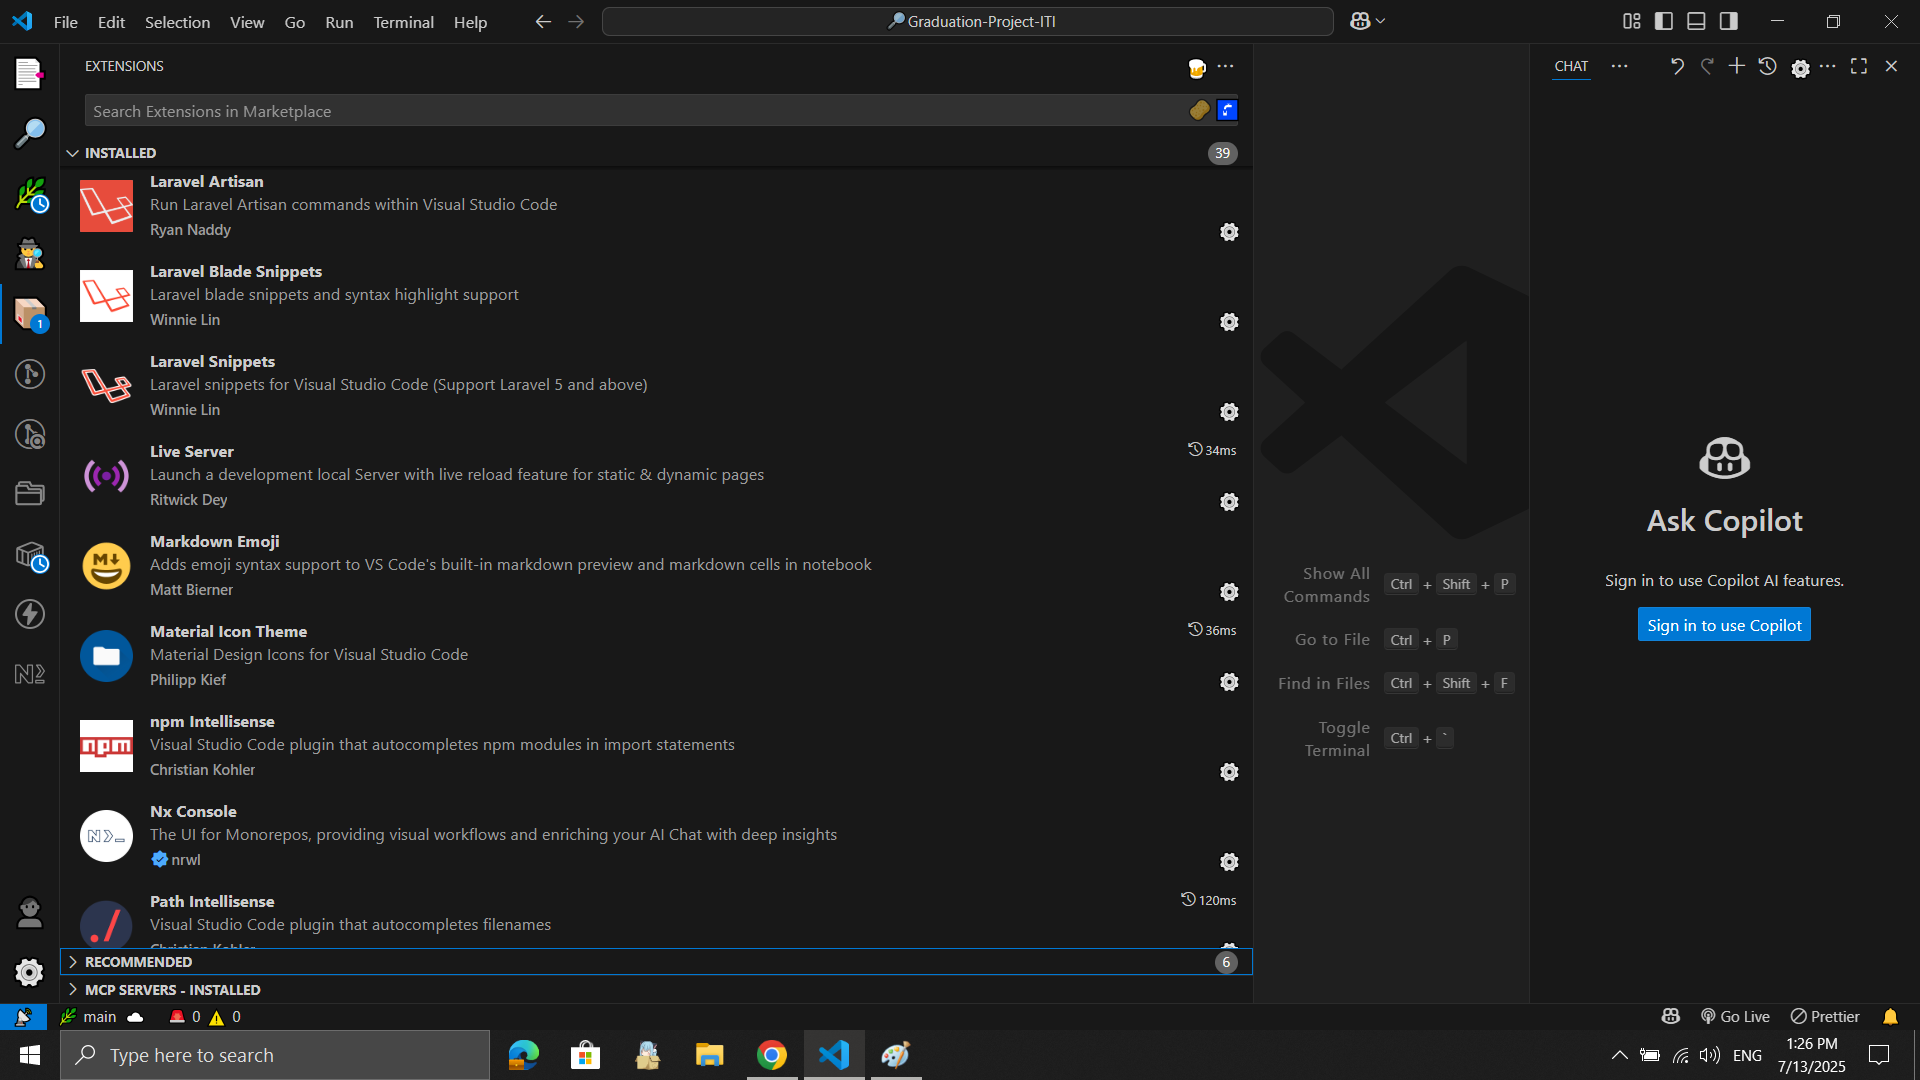 File Edit Selection View Go Run Terminal Help
Graduation-Project-ITI
EXTENSIONS
Search Extensions in Marketplace
INSTALLED 39
Laravel Artisan
Run Laravel Artisan commands within Visual Studio Code
Ryan Naddy
Laravel Blade Snippets
Laravel blade snippets and syntax highlight support
Winnie Lin
Laravel Snippets
Laravel snippets for Visual Studio Code (Support Laravel 5 and above)
Winnie Lin
Live Server 34ms
Launch a development local Server with live reload feature for static & dynamic pages
Ritwick Dey
M↓
Markdown Emoji
Adds emoji syntax support to VS Code's built-in markdown preview and markdown cells in notebook
Matt Bierner
Material Icon Theme 36ms
Material Design Icons for Visual Studio Code
Philipp Kief
npm
npm Intellisense
Visual Studio Code plugin that autocompletes npm modules in import statements
Christian Kohler
Nx Console
The UI for Monorepos, providing visual workflows and enriching your AI Chat with deep insights
nrwl
./
Path Intellisense 120ms
Visual Studio Code plugin that autocompletes filenames
Christian Kohler
RECOMMENDED 6
MCP SERVERS - INSTALLED
1
Show All Commands Ctrl + Shift + P
Go to File Ctrl + P
Find in Files Ctrl + Shift + F
Toggle Terminal Ctrl + `
CHAT
Ask Copilot
Sign in to use Copilot AI features.
Sign in to use Copilot
main 0 0
Go Live Prettier
Type here to search
ENG
1:26 PM
7/13/2025